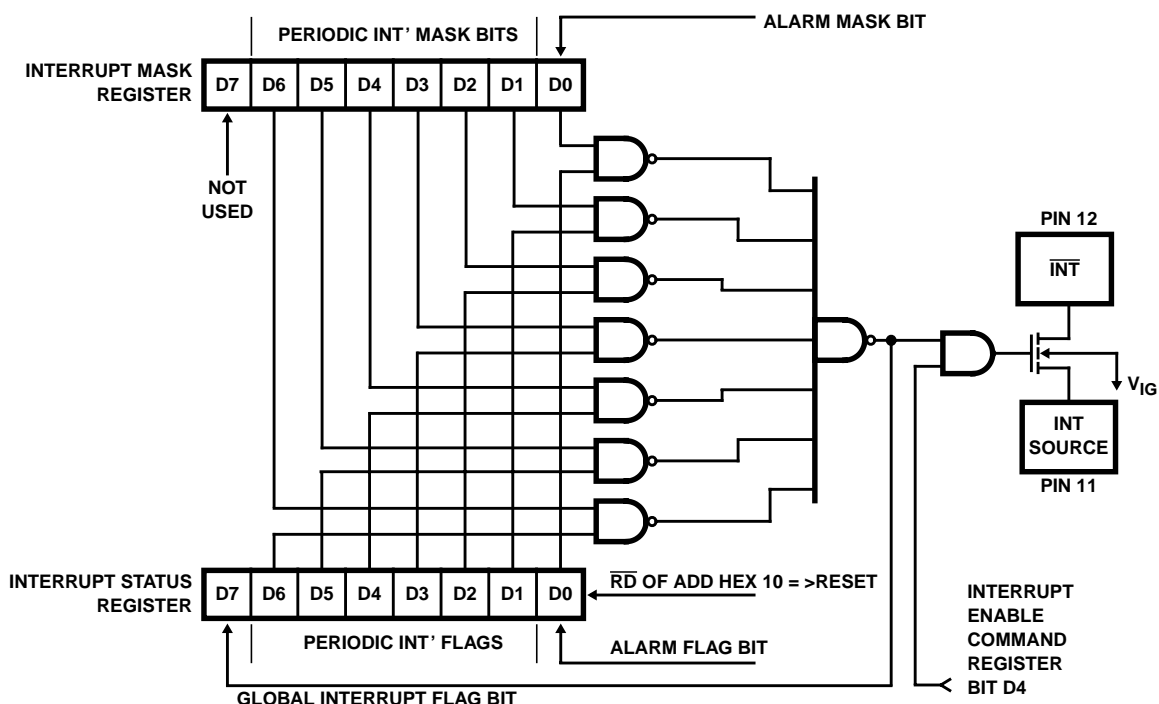 PERIODIC INT’ MASK BITS
ALARM MASK BIT
INTERRUPT MASK
REGISTER
D7 D6 D5 D4 D3 D2 D1 D0
NOT
USED
PIN 12
I̅N̅T̅
V_IG
INT
SOURCE
PIN 11
INTERRUPT STATUS
REGISTER
D7 D6 D5 D4 D3 D2 D1 D0
R̅D̅ OF ADD HEX 10 = >RESET
PERIODIC INT’ FLAGS
ALARM FLAG BIT
GLOBAL INTERRUPT FLAG BIT
INTERRUPT
ENABLE
COMMAND
REGISTER
BIT D4